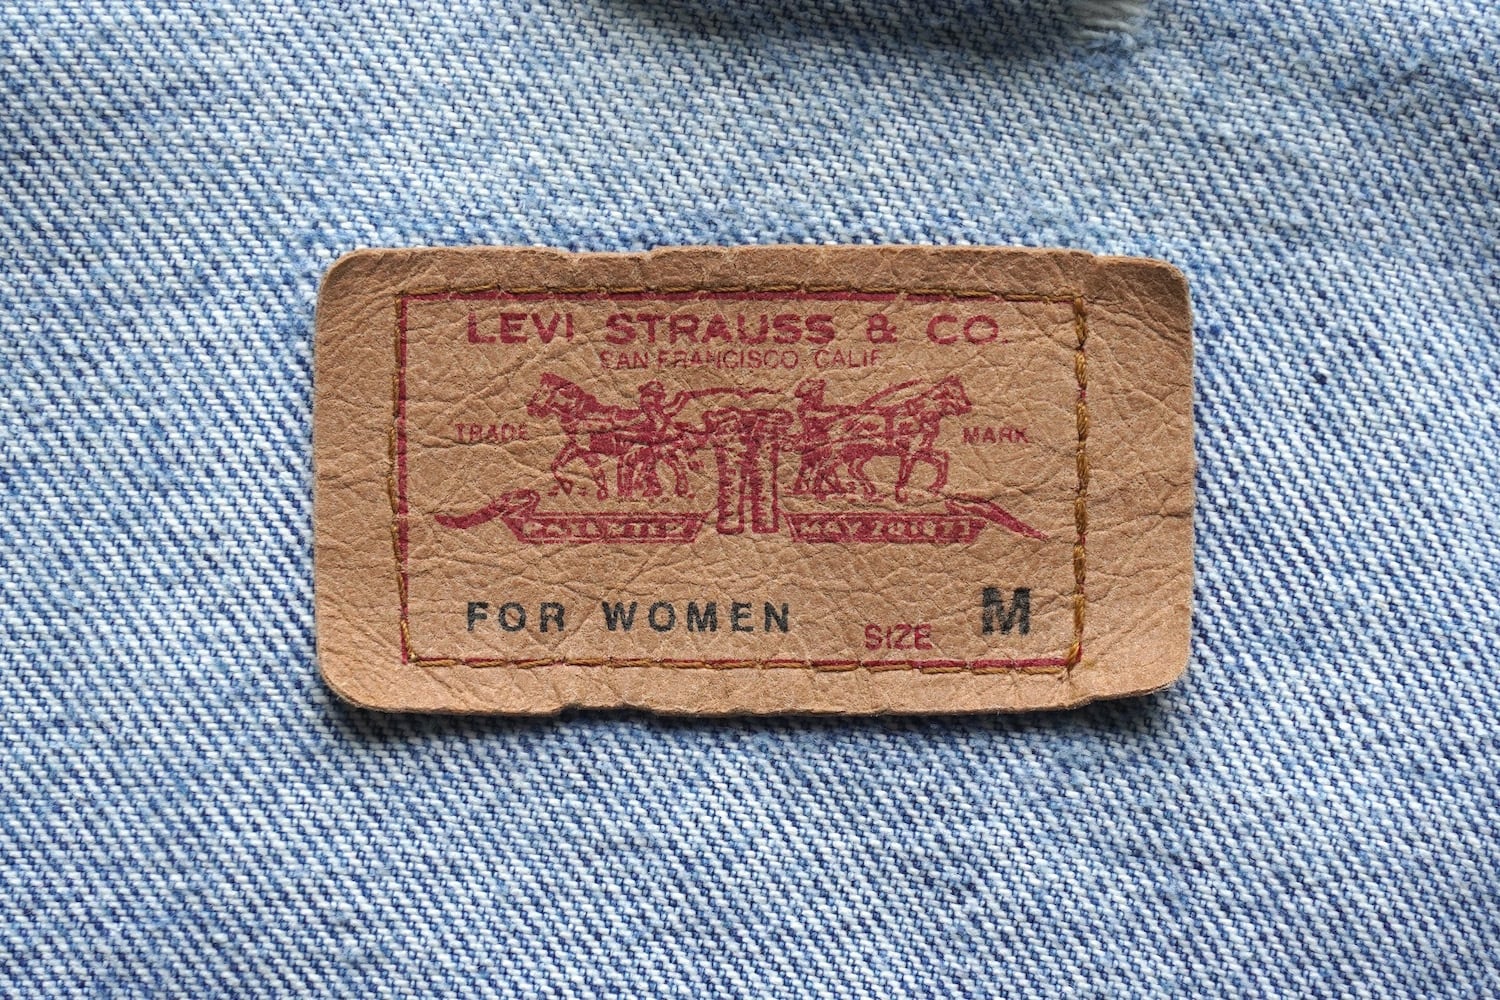 LEVI STRAUSS & CO.
SAN FRANCISCO CALIF
TRADE MARK
FOR WOMEN SIZE M